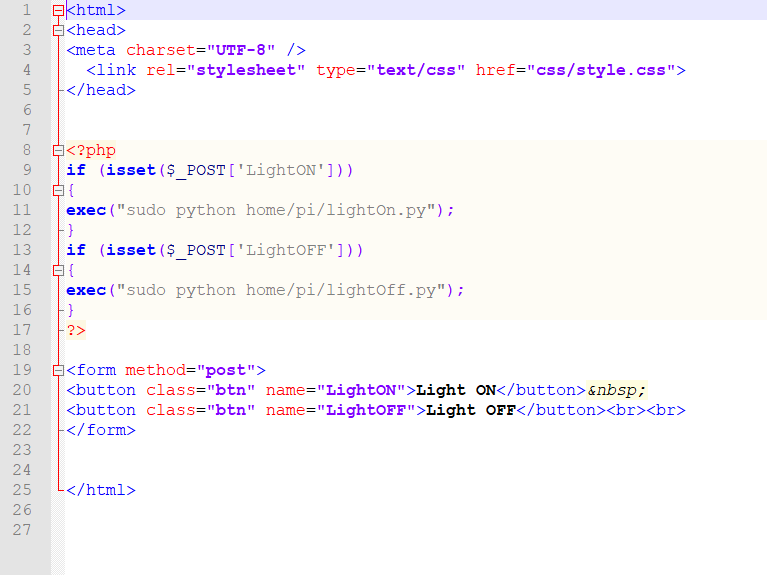 1 <html>
2 <head>
3 <meta charset="UTF-8" />
4 <link rel="stylesheet" type="text/css" href="css/style.css">
5 </head>
6
7
8 <?php
9 if (isset($_POST['LightON']))
10 {
11 exec("sudo python home/pi/lightOn.py");
12 }
13 if (isset($_POST['LightOFF']))
14 {
15 exec("sudo python home/pi/lightOff.py");
16 }
17 ?>
18
19 <form method="post">
20 <button class="btn" name="LightON">Light ON</button>&nbsp;
21 <button class="btn" name="LightOFF">Light OFF</button><br><br>
22 </form>
23
24
25 </html>
26
27